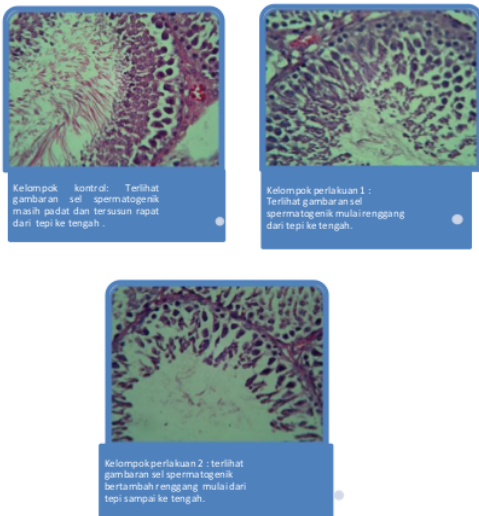 Kelompok kontrol: Terlihat
gambaran sel spermatogenik
masih padat dan tersusun rapat
dari tepi ke tengah .
Kelompok perlakuan 1 :
Terlihat gambaran sel
spermatogenik mulai renggang
dari tepi ke tengah.
Kelompok perlakuan 2 : terlihat
gambaran sel spermatogenik
bertambah renggang mulai dari
tepi sampai ke tengah.